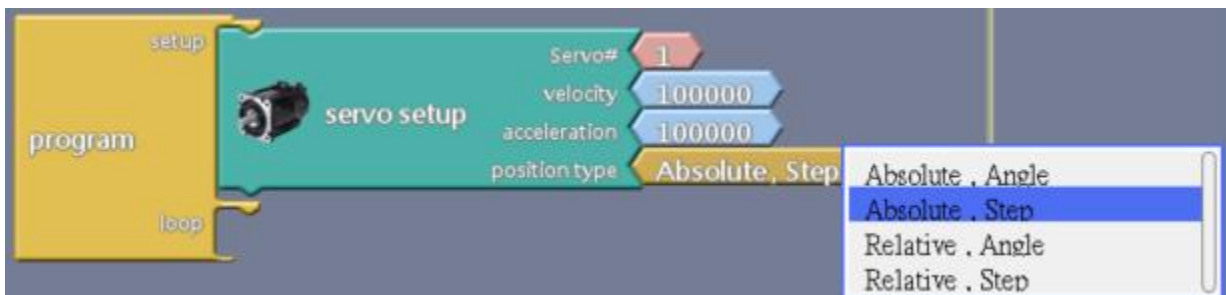 setup
Servo# 1
velocity 100000
servo setup
acceleration 100000
program
position type Absolute, Step
loop
Absolute , Angle
Absolute , Step
Relative , Angle
Relative , Step